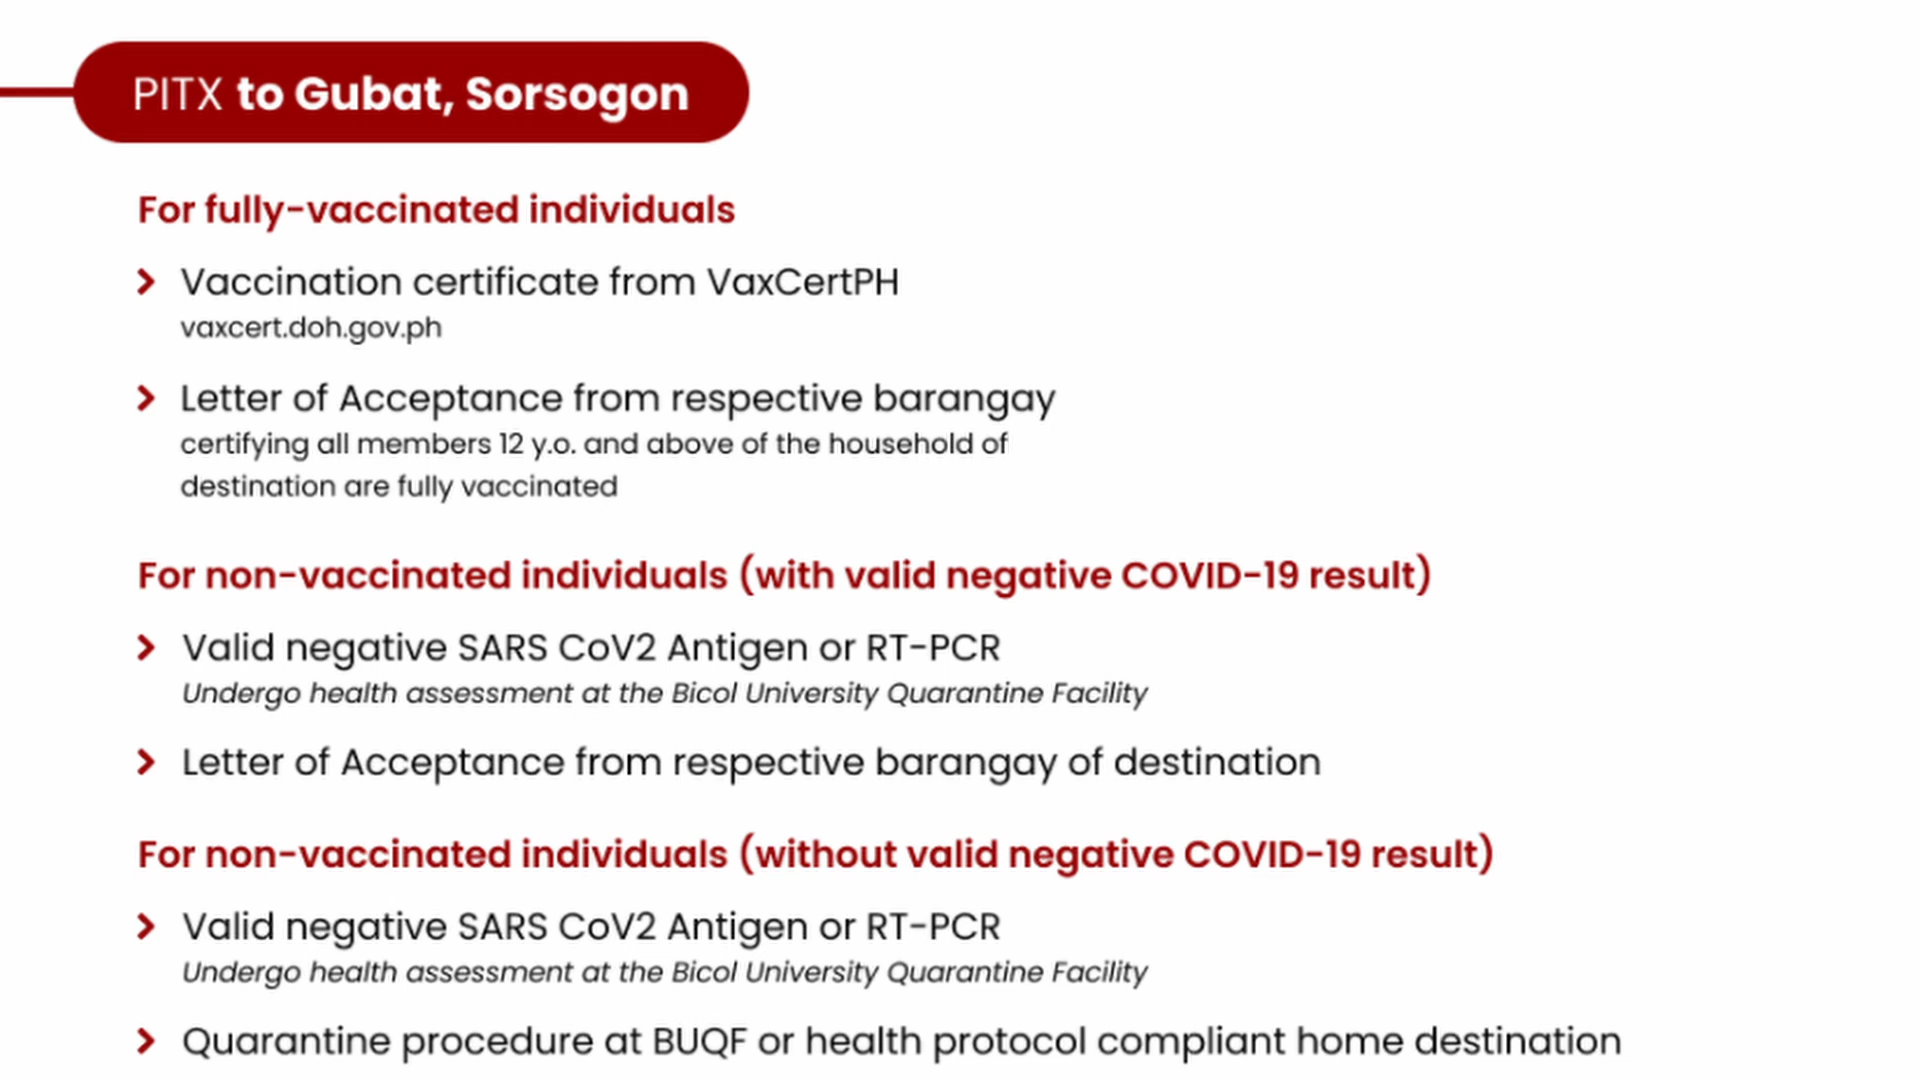 PITX to Gubat, Sorsogon
For fully-vaccinated individuals
Vaccination certificate from VaxCertPH
vaxcert.doh.gov.ph
Letter of Acceptance from respective barangay
certifying all members 12 y.o. and above of the household of
destination are fully vaccinated
For non-vaccinated individuals (with valid negative COVID-19 result)
Valid negative SARS CoV2 Antigen or RT-PCR
Undergo health assessment at the Bicol University Quarantine Facility
Letter of Acceptance from respective barangay of destination
For non-vaccinated individuals (without valid negative COVID-19 result)
Valid negative SARS CoV2 Antigen or RT-PCR
Undergo health assessment at the Bicol University Quarantine Facility
Quarantine procedure at BUQF or health protocol compliant home destination